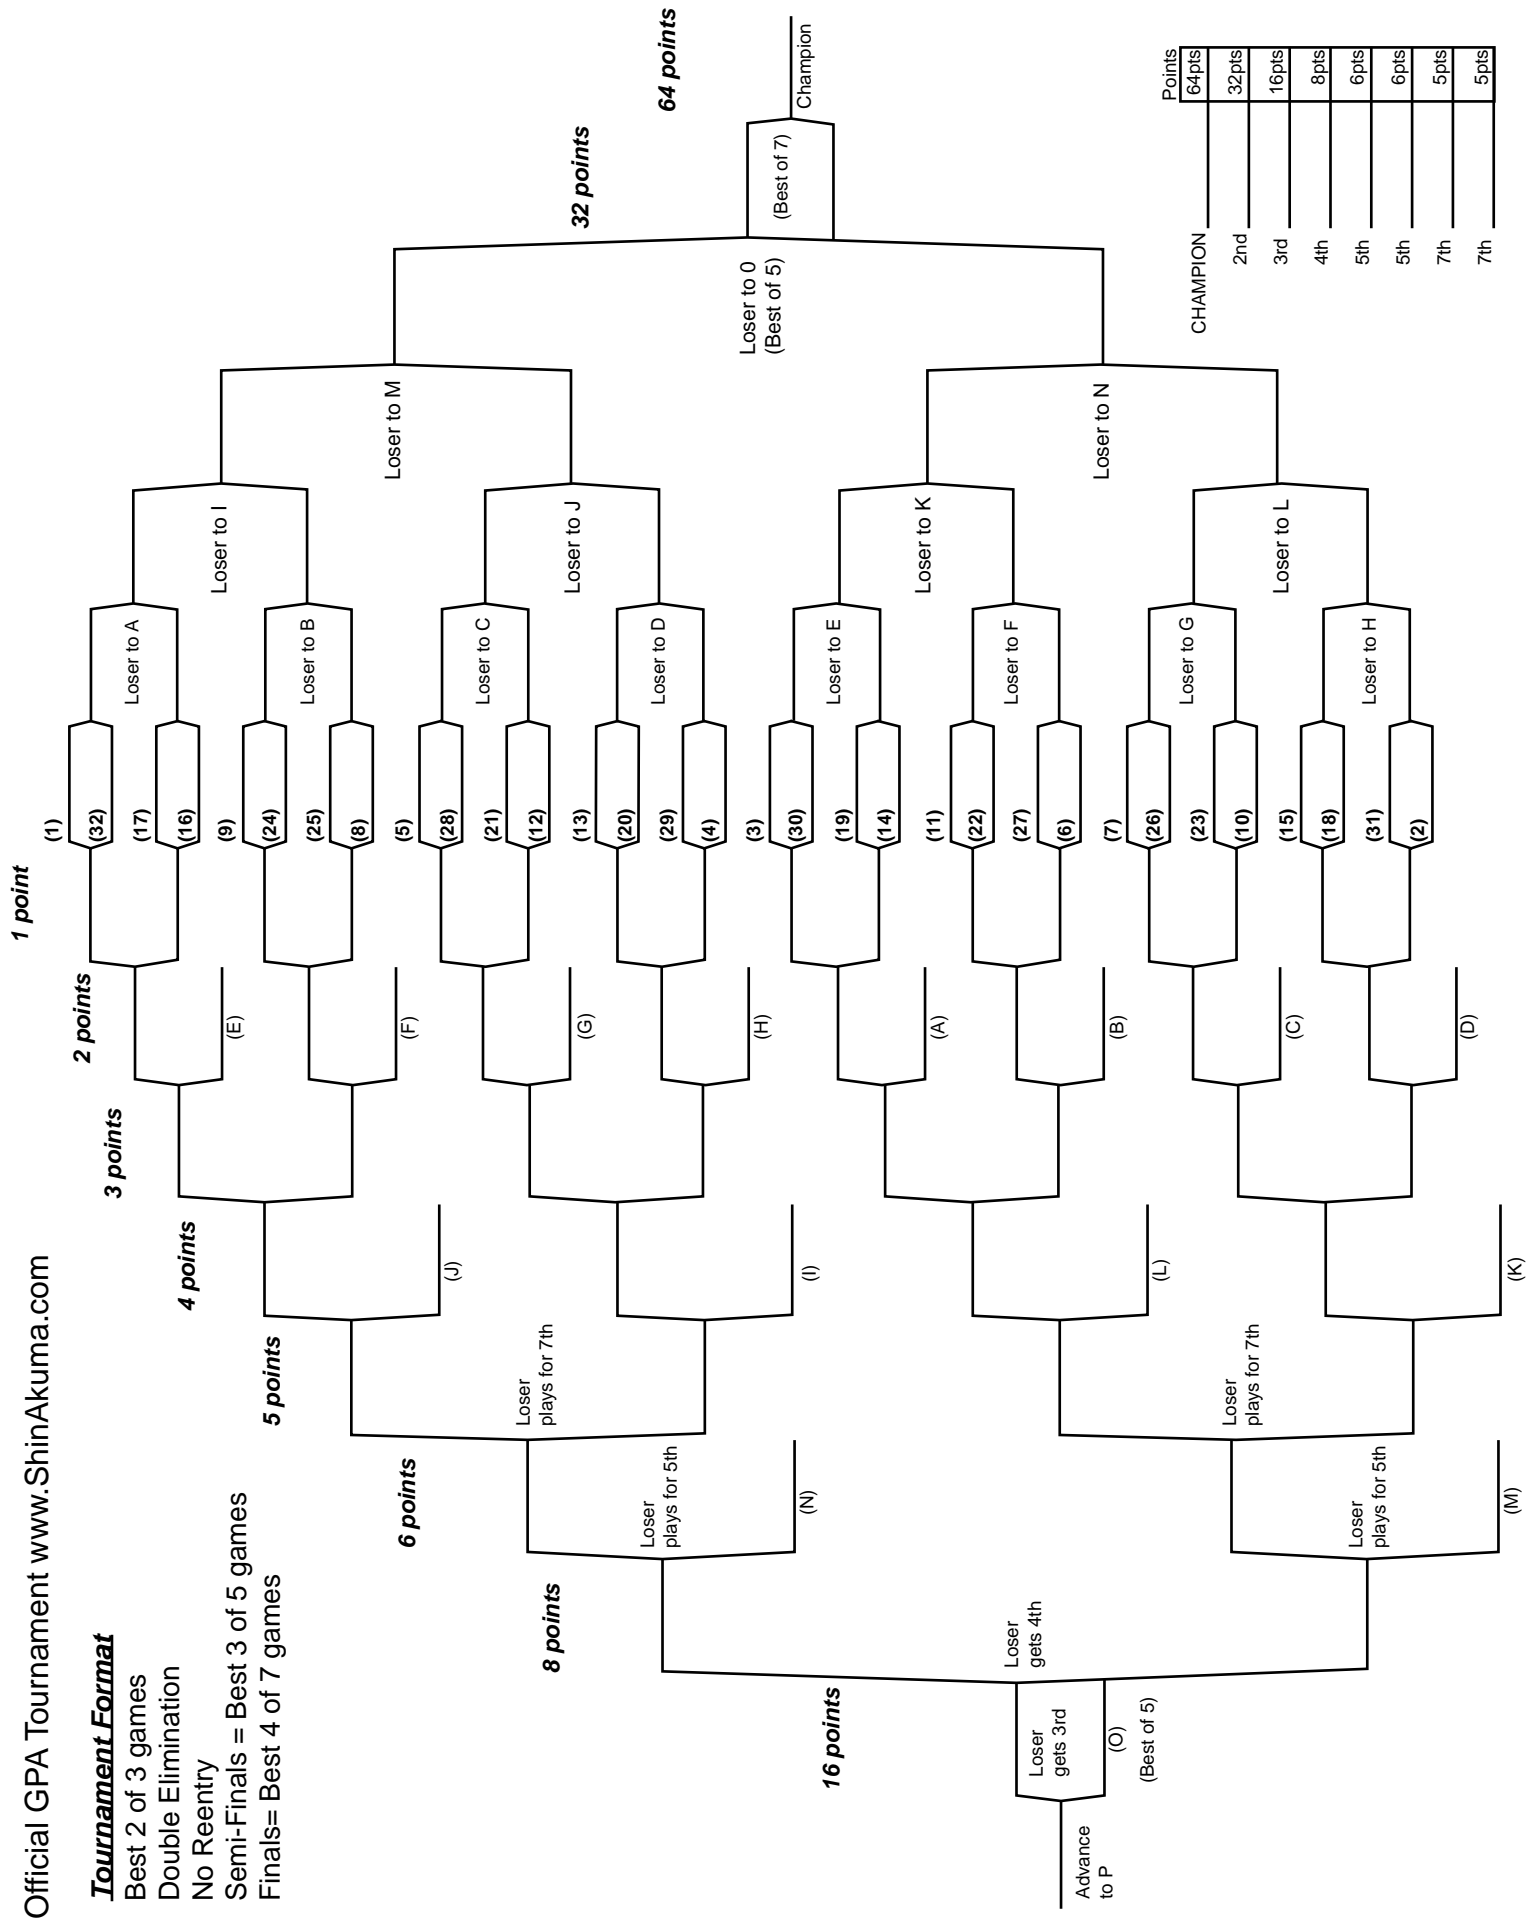 Official GPA Tournament www.ShinAkuma.com
Tournament Format
Best 2 of 3 games
Double Elimination
No Reentry
Semi-Finals = Best 3 of 5 games
Finals= Best 4 of 7 games
16 points
8 points
6 points
5 points
4 points
3 points
2 points
1 point
32 points
64 points
(1)
(32)
(17)
(16)
(9)
(24)
(25)
(8)
(5)
(28)
(21)
(12)
(13)
(20)
(29)
(4)
(3)
(30)
(19)
(14)
(11)
(22)
(27)
(6)
(7)
(26)
(23)
(10)
(15)
(18)
(31)
(2)
Loser to A
Loser to B
Loser to C
Loser to D
Loser to E
Loser to F
Loser to G
Loser to H
Loser to I
Loser to J
Loser to K
Loser to L
Loser to M
Loser to N
Loser to 0
(Best of 5)
(Best of 7)
Champion
(E)
(F)
(G)
(H)
(A)
(B)
(C)
(D)
(J)
(I)
(L)
(K)
Loser
plays for 7th
Loser
plays for 7th
(N)
(M)
Loser
plays for 5th
Loser
plays for 5th
Loser
gets 4th
Loser
gets 3rd
(O)
(Best of 5)
Advance
to P
Points
CHAMPION 64pts
2nd 32pts
3rd 16pts
4th 8pts
5th 6pts
5th 6pts
7th 5pts
7th 5pts